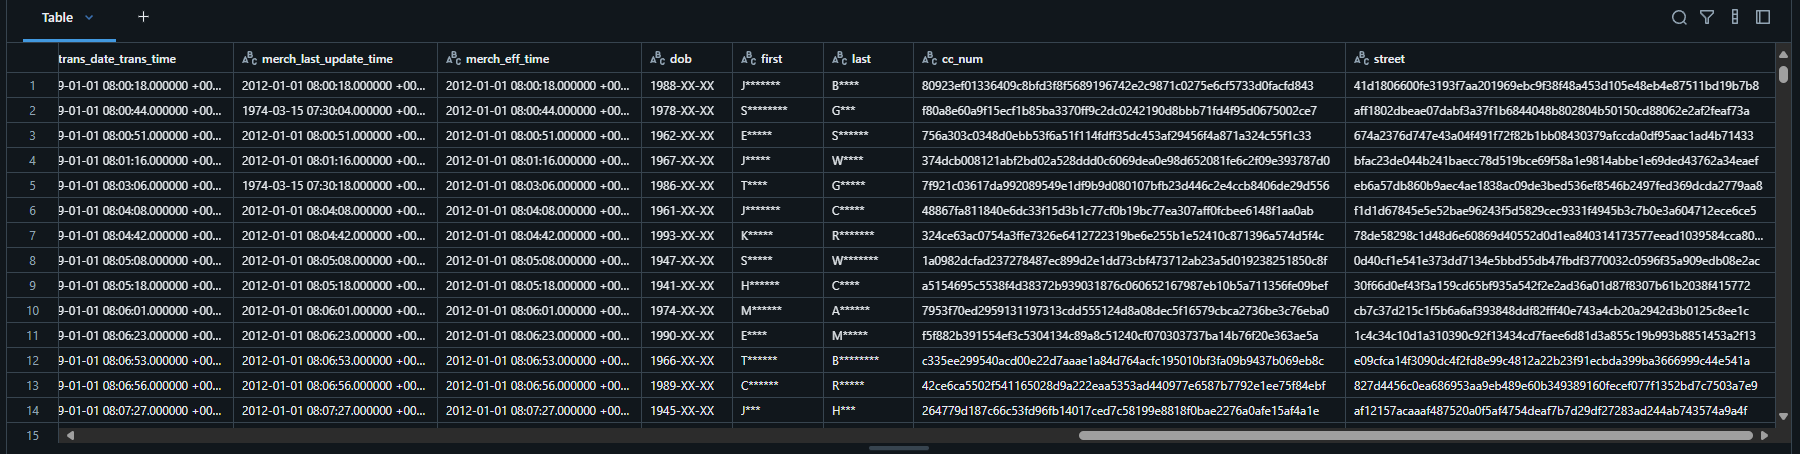 Table +
trans_date_trans_time merch_last_update_time merch_eff_time dob first last cc_num street
1 9-01-01 08:00:18.000000 +00... 2012-01-01 08:00:18.000000 +00... 2012-01-01 08:00:18.000000 +00... 1988-XX-XX J******* B**** 80923ef01336409c8bfd3f8f5689196742e2c9871c0275e6cf5733d0facfd843 41d1806600fe3193f7aa201969ebc9f38f48a453d105e48eb4e87511bd19b7b8
2 9-01-01 08:00:44.000000 +00... 1974-03-15 07:30:04.000000 +00... 2012-01-01 08:00:44.000000 +00... 1978-XX-XX S******** G*** f80a8e60a9f15ecf1b85ba3370ff9c2dc0242190d8bbb71fd4f95d0675002ce7 aff1802dbeae07dabf3a37f1b6844048b802804b50150cd88062e2af2feaf73a
3 9-01-01 08:00:51.000000 +00... 2012-01-01 08:00:51.000000 +00... 2012-01-01 08:00:51.000000 +00... 1962-XX-XX E***** S****** 756a303c0348d0ebb53f6a51f114fdff35dc453af29456f4a871a324c55f1c33 674a2376d747e43a04f491f72f82b1bb08430379afccda0df95aac1ad4b71433
4 9-01-01 08:01:16.000000 +00... 2012-01-01 08:01:16.000000 +00... 2012-01-01 08:01:16.000000 +00... 1967-XX-XX J***** W**** 374dcb008121abf2bd02a528ddd0c6069dea0e98d652081fe6c2f09e393787d0 bfac23de044b241baecc78d519bce69f58a1e9814abbe1e69ded43762a34eaef
5 9-01-01 08:03:06.000000 +00... 1974-03-15 07:30:18.000000 +00... 2012-01-01 08:03:06.000000 +00... 1986-XX-XX T**** G***** 7f921c03617da992089549e1df9b9d080107bfb23d446c2e4ccb8406de29d556 eb6a57db860b9aec4ae1838ac09de3bed536ef8546b2497fed369dcda2779aa8
6 9-01-01 08:04:08.000000 +00... 2012-01-01 08:04:08.000000 +00... 2012-01-01 08:04:08.000000 +00... 1961-XX-XX J******* C***** 48867fa811840e6dc33f15d3b1c77cf0b19bc77ea307aff0fcbee6148f1aa0ab f1d1d67845e5e52bae96243f5d5829cec9331f4945b3c7b0e3a604712ece6ce5
7 9-01-01 08:04:42.000000 +00... 2012-01-01 08:04:42.000000 +00... 2012-01-01 08:04:42.000000 +00... 1993-XX-XX K***** R******* 324ce63ac0754a3ffe7326e6412722319be6e255b1e52410c871396a574d5f4c 78de58298c1d48d6e60869d40552d0d1ea840314173577eead1039584cca80...
8 9-01-01 08:05:08.000000 +00... 2012-01-01 08:05:08.000000 +00... 2012-01-01 08:05:08.000000 +00... 1947-XX-XX S***** W******* 1a0982dcfad237278487ec899d2e1dd73cbf473712ab23a5d019238251850c8f 0d40cf1e541e373dd7134e5bbd55db47fbdf3770032c0596f35a909edb08e2ac
9 9-01-01 08:05:18.000000 +00... 2012-01-01 08:05:18.000000 +00... 2012-01-01 08:05:18.000000 +00... 1941-XX-XX H****** C**** a5154695c5538f4d38372b939031876c060652167987eb10b5a711356fe09bef 30f66d0ef43f3a159cd65bf935a542f2e2ad36a01d87f8307b61b2038f415772
10 9-01-01 08:06:01.000000 +00... 2012-01-01 08:06:01.000000 +00... 2012-01-01 08:06:01.000000 +00... 1974-XX-XX M****** A****** 7953f70ed2959131197313cdd555124d8a08dec5f16579cbca2736be3c76eba0 cb7c37d215c1f5b6a6af393848ddf82fff40e743a4cb20a2942d3b0125c8ee1c
11 9-01-01 08:06:23.000000 +00... 2012-01-01 08:06:23.000000 +00... 2012-01-01 08:06:23.000000 +00... 1990-XX-XX E**** M***** f5f882b391554ef3c5304134c89a8c51240cf070303737ba14b76f20e363ae5a 1c4c34c10d1a310390c92f13434cd7faee6d81d3a855c19b993b8851453a2f13
12 9-01-01 08:06:53.000000 +00... 2012-01-01 08:06:53.000000 +00... 2012-01-01 08:06:53.000000 +00... 1966-XX-XX T****** B******** c335ee299540acd00e22d7aaae1a84d764acfc195010bf3fa09b9437b069eb8c e09cfca14f3090dc4f2fd8e99c4812a22b23f91ecbda399ba3666999c44e541a
13 9-01-01 08:06:56.000000 +00... 2012-01-01 08:06:56.000000 +00... 2012-01-01 08:06:56.000000 +00... 1989-XX-XX C****** R***** 42ce6ca5502f541165028d9a222eaa5353ad440977e6587b7792e1ee75f84ebf 827d4456c0ea686953aa9eb489e60b349389160fecef077f1352bd7c7503a7e9
14 9-01-01 08:07:27.000000 +00... 2012-01-01 08:07:27.000000 +00... 2012-01-01 08:07:27.000000 +00... 1945-XX-XX J*** H*** 264779d187c66c53fd96fb14017ced7c58199e8818f0bae2276a0afe15af4a1e af12157acaaaf487520a0f5af4754deaf7b7d29df27283ad244ab743574a9a4f
15